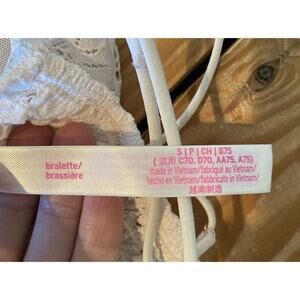 bralette/
brassière
S | P | CH | B75
( 适用 C70, D70, AA75, A75)
made in Vietnam/fabriqué au Vietnam/
hecho en Vietnam/fabbricato in Vietnam/
越南制造